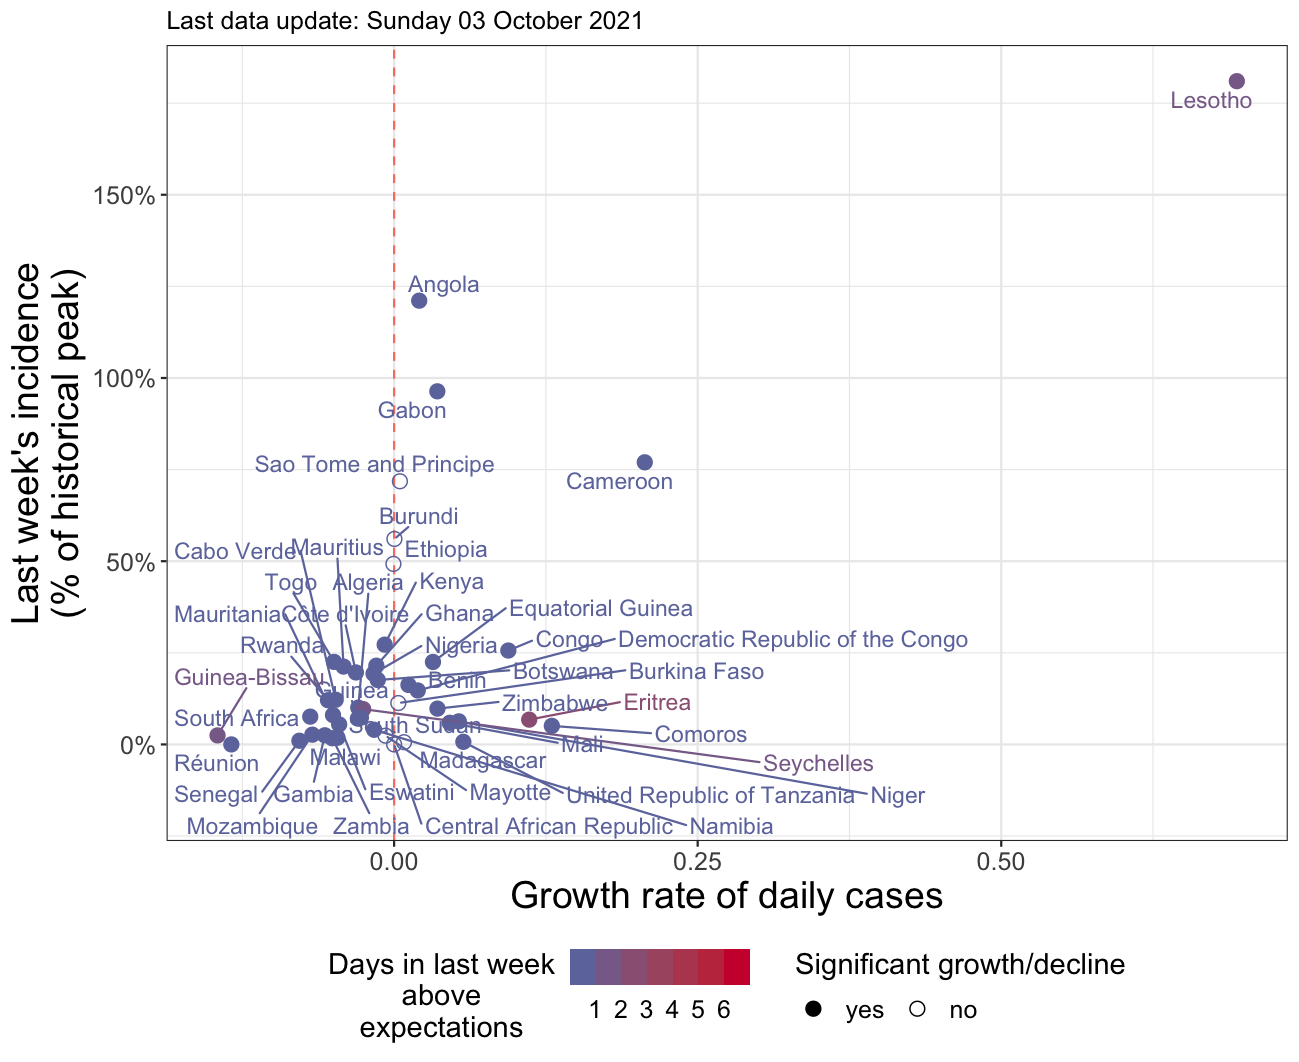 Last data update: Sunday 03 October 2021
Last week's incidence
(% of historical peak)
150%
100%
50%
0%
Lesotho
Angola
Gabon
Sao Tome and Principe
Cameroon
Burundi
Cabo Verde
Mauritius
Ethiopia
Togo
Algeria
Kenya
Mauritania
Côte d'Ivoire
Ghana
Equatorial Guinea
Rwanda
Nigeria
Congo
Democratic Republic of the Congo
Guinea-Bissau
Guinea
Benin
Botswana
Burkina Faso
South Africa
South Sudan
Zimbabwe
Eritrea
Réunion
Malawi
Madagascar
Mali
Comoros
Seychelles
Senegal
Gambia
Eswatini
Mayotte
United Republic of Tanzania
Niger
Mozambique
Zambia
Central African Republic
Namibia
0.00
0.25
0.50
Growth rate of daily cases
Days in last week
above
expectations
1 2 3 4 5 6
Significant growth/decline
yes
no